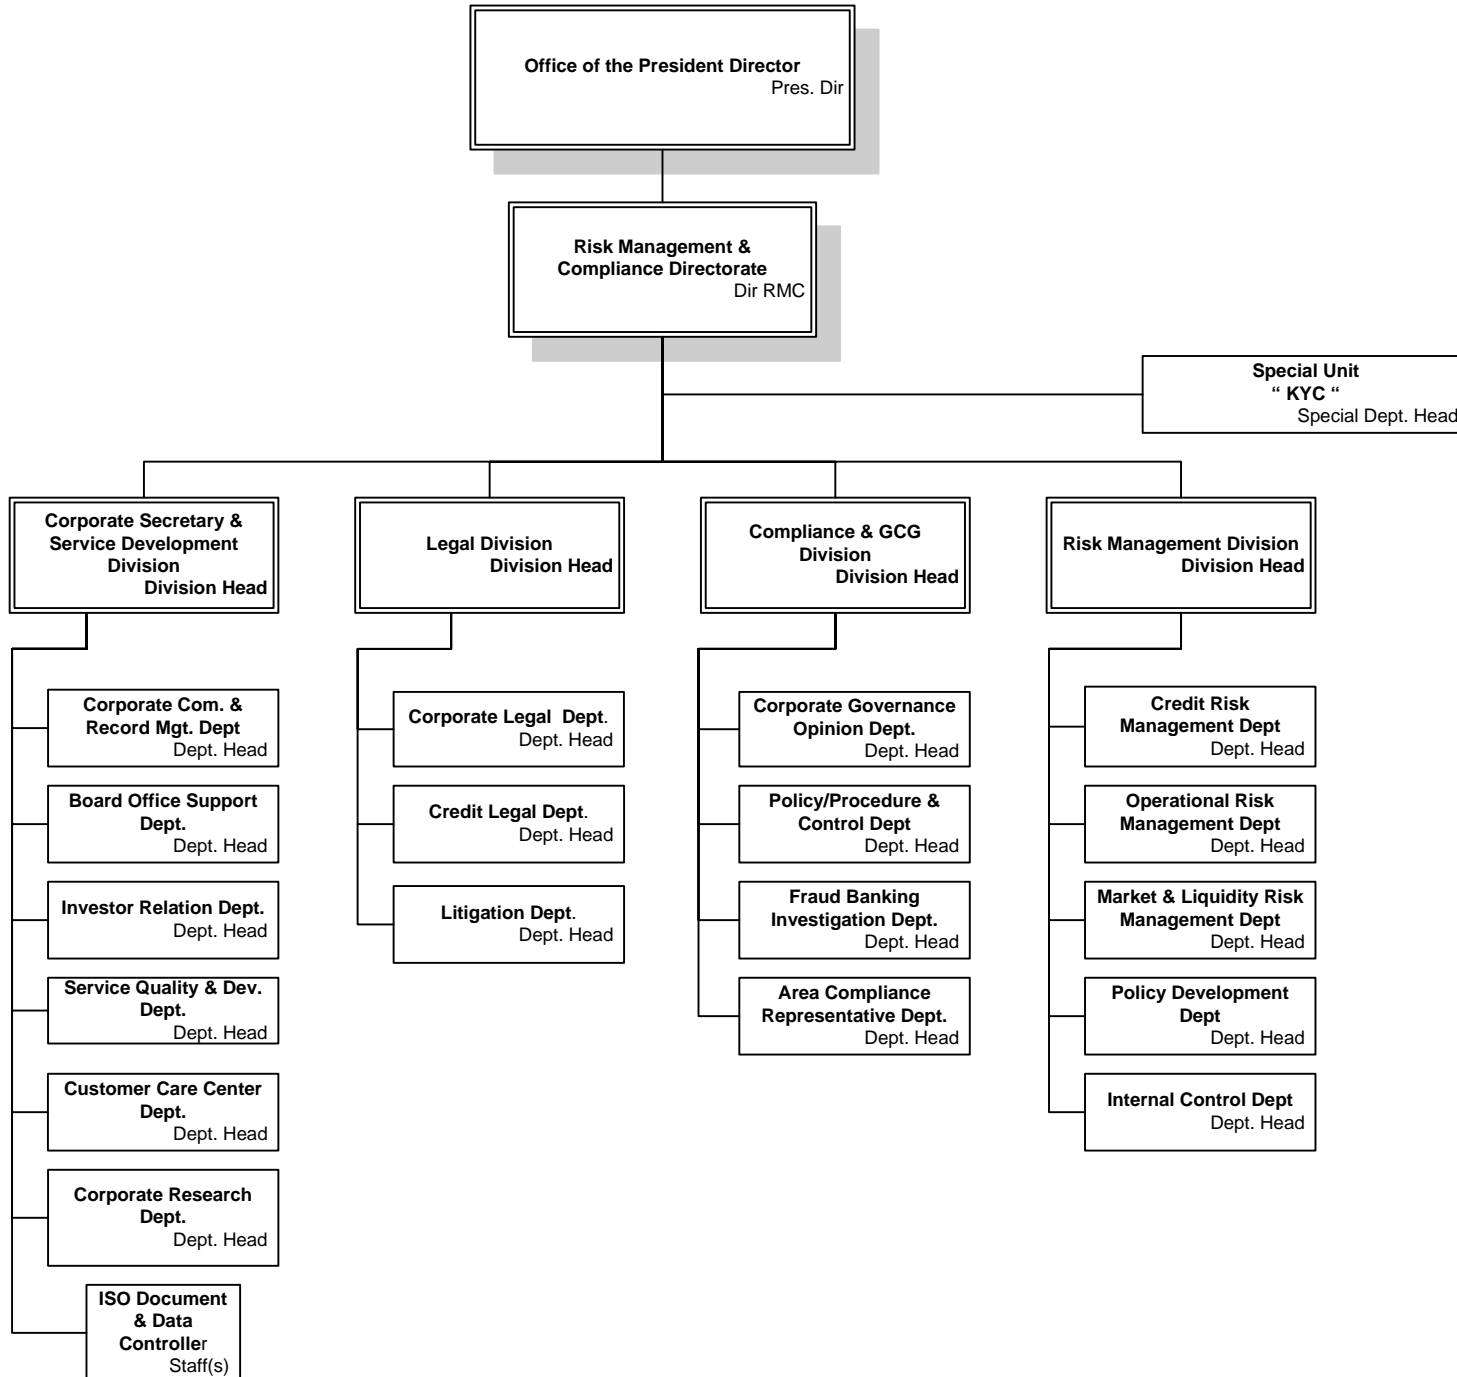 Office of the President Director
Pres. Dir
Risk Management &
Compliance Directorate
Dir RMC
Special Unit
“ KYC “
Special Dept. Head
Corporate Secretary &
Service Development
Division
Division Head
Legal Division
Division Head
Compliance & GCG
Division
Division Head
Risk Management Division
Division Head
Corporate Com. &
Record Mgt. Dept
Dept. Head
Board Office Support
Dept.
Dept. Head
Investor Relation Dept.
Dept. Head
Service Quality & Dev.
Dept.
Dept. Head
Customer Care Center
Dept.
Dept. Head
Corporate Research
Dept.
Dept. Head
ISO Document
& Data
Controller
Staff(s)
Corporate Legal Dept.
Dept. Head
Credit Legal Dept.
Dept. Head
Litigation Dept.
Dept. Head
Corporate Governance
Opinion Dept.
Dept. Head
Policy/Procedure &
Control Dept
Dept. Head
Fraud Banking
Investigation Dept.
Dept. Head
Area Compliance
Representative Dept.
Dept. Head
Credit Risk
Management Dept
Dept. Head
Operational Risk
Management Dept
Dept. Head
Market & Liquidity Risk
Management Dept
Dept. Head
Policy Development
Dept
Dept. Head
Internal Control Dept
Dept. Head